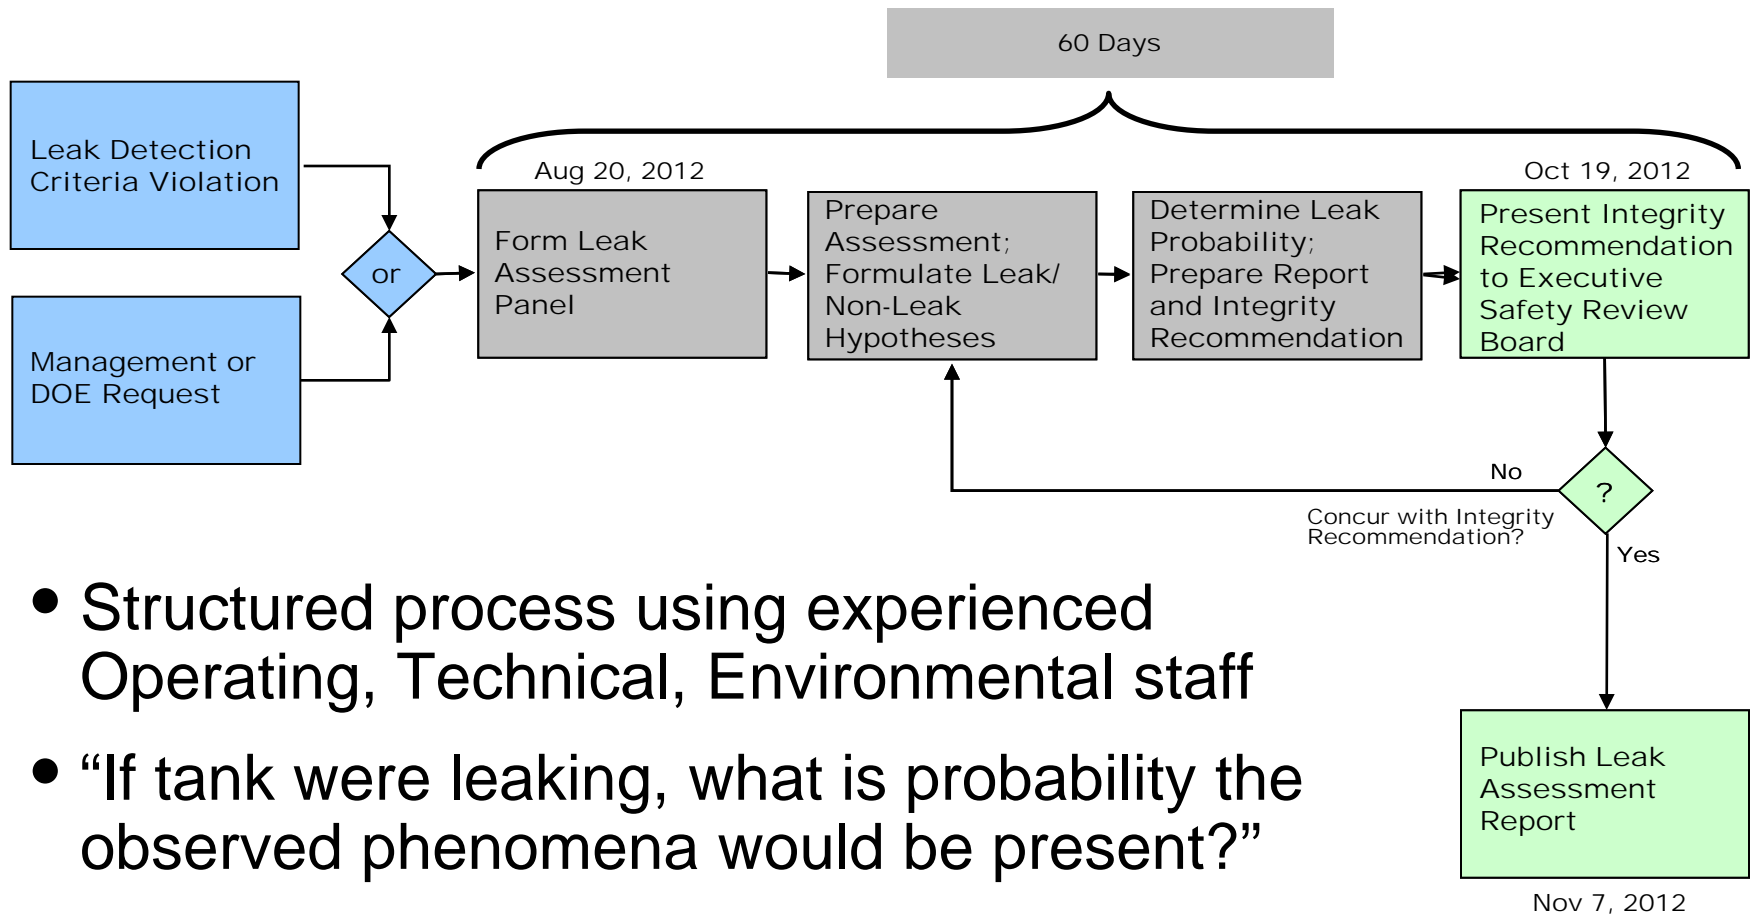 60 Days
Leak Detection
Criteria Violation
Management or
DOE Request
or
Aug 20, 2012
Form Leak
Assessment
Panel
Prepare
Assessment;
Formulate Leak/
Non-Leak
Hypotheses
Determine Leak
Probability;
Prepare Report
and Integrity
Recommendation
Oct 19, 2012
Present Integrity
Recommendation
to Executive
Safety Review
Board
No
?
Concur with Integrity
Recommendation?
Yes
Publish Leak
Assessment
Report
Nov 7, 2012
• Structured process using experienced
Operating, Technical, Environmental staff
• “If tank were leaking, what is probability the
observed phenomena would be present?”